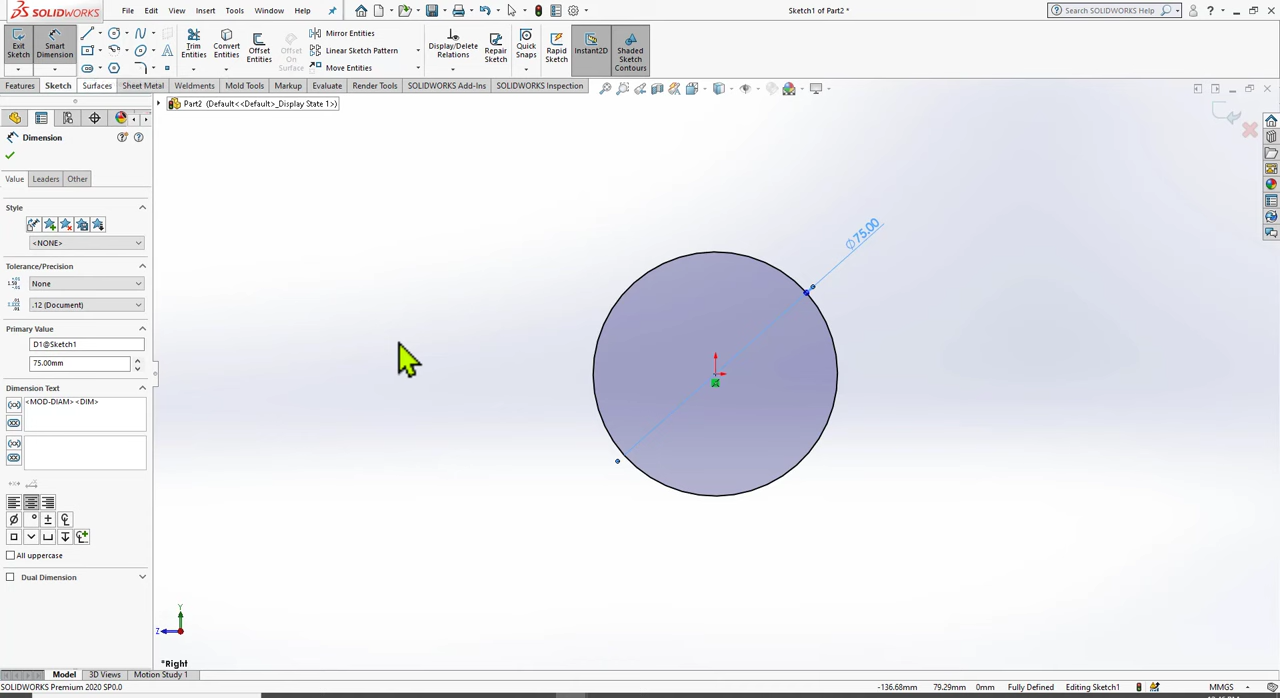 SOLIDWORKS File Edit View Insert Tools Window Help Sketch1 of Part2 * Search SOLIDWORKS Help
Exit Sketch
Smart Dimension
Trim Entities
Convert Entities
Offset Entities
Offset On Surface
Mirror Entities
Linear Sketch Pattern
Move Entities
Display/Delete Relations
Repair Sketch
Quick Snaps
Rapid Sketch
Instant2D
Shaded Sketch Contours
Features Sketch Surfaces Sheet Metal Weldments Mold Tools Markup Evaluate Render Tools SOLIDWORKS Add-Ins SOLIDWORKS Inspection
Part2 (Default<<Default>_Display State 1>)
Dimension
Value Leaders Other
Style
<NONE>
Tolerance/Precision
None
.12 (Document)
Primary Value
D1@Sketch1
75.00mm
Dimension Text
<MOD-DIAM><DIM>
All uppercase
Dual Dimension
Ø75.00
Y
Z
*Right
Model 3D Views Motion Study 1
SOLIDWORKS Premium 2020 SP0.0 -136.68mm 79.29mm 0mm Fully Defined Editing Sketch1 MMGS